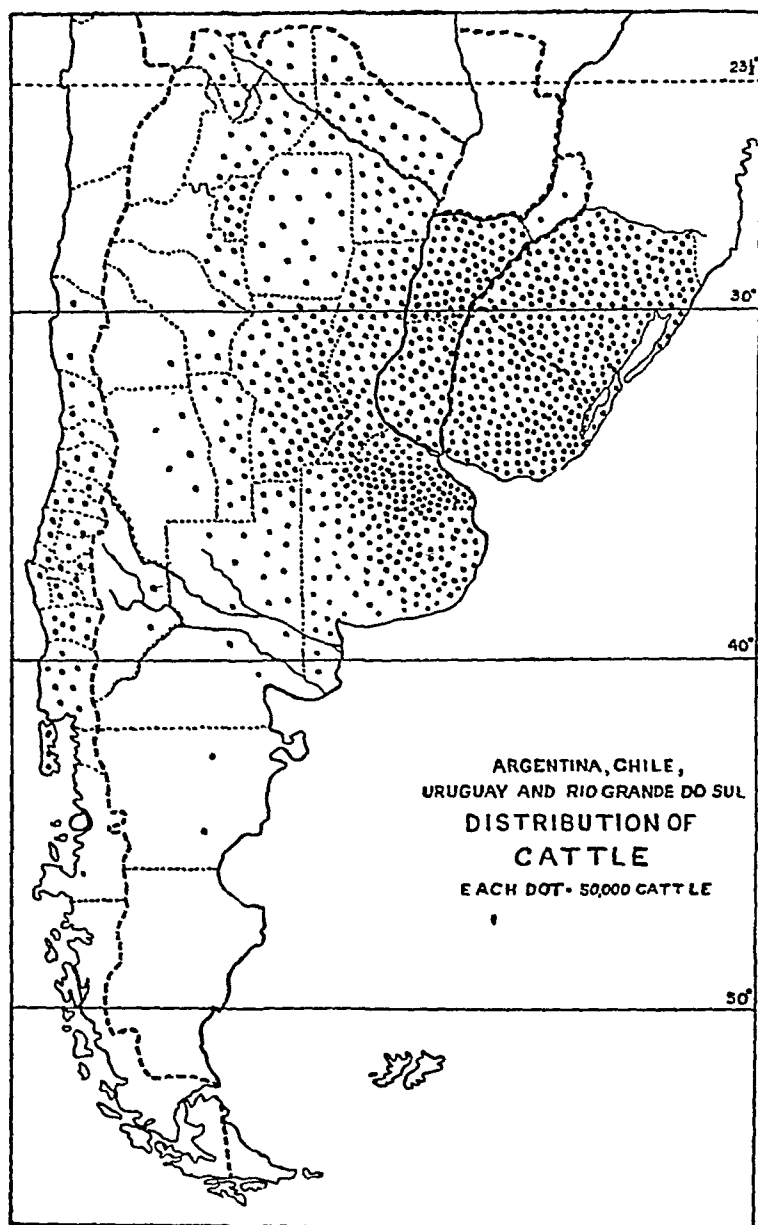 23½°
30°
40°
ARGENTINA, CHILE,
URUGUAY AND RIO GRANDE DO SUL
DISTRIBUTION OF
CATTLE
EACH DOT = 50,000 CATTLE
50°